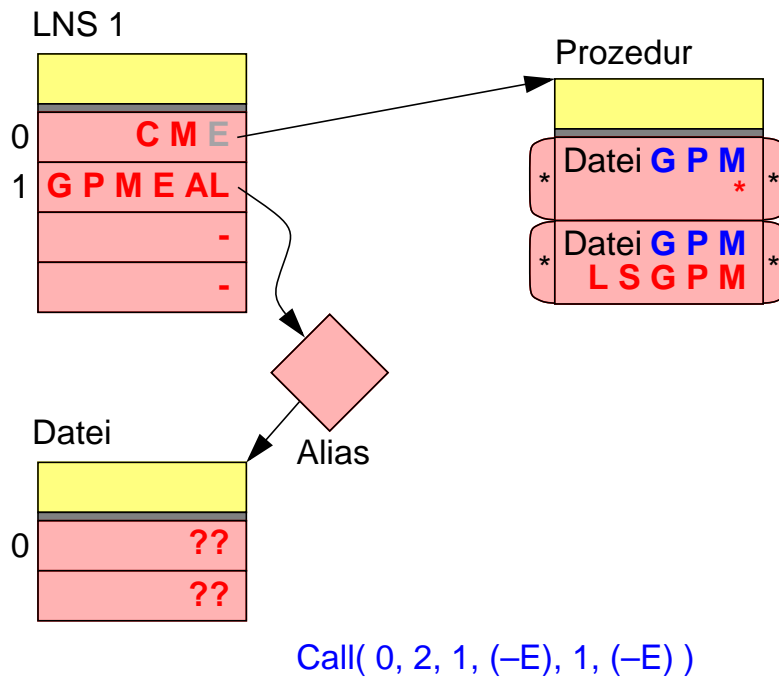 LNS 1
0
C M E
1
G P M E AL
-
-
Prozedur
* Datei G P M *
*
* Datei G P M *
L S G P M
Alias
Datei
0
??
??
Call( 0, 2, 1, (–E), 1, (–E) )